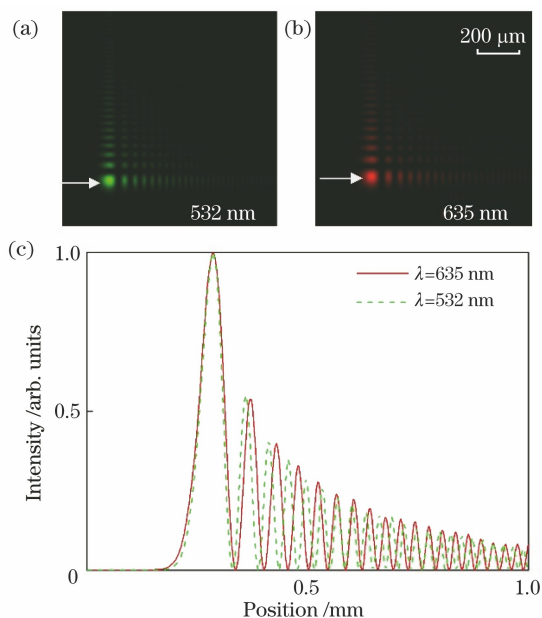 (a)
(b)
200 μm
532 nm
635 nm
(c)
1.0
λ=635 nm
λ=532 nm
0.5
Intensity /arb. units
0
0.5
1.0
Position /mm